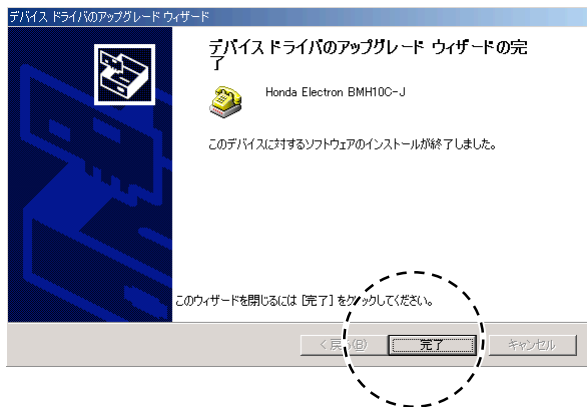 デバイス ドライバのアップグレード ウィザード
デバイス ドライバのアップグレード ウィザードの完
了
Honda Electron BMH10C-J
このデバイスに対するソフトウェアのインストールが終了しました。
このウィザードを閉じるには [完了] をクリックしてください。
< 戻る(B) 完了 キャンセル